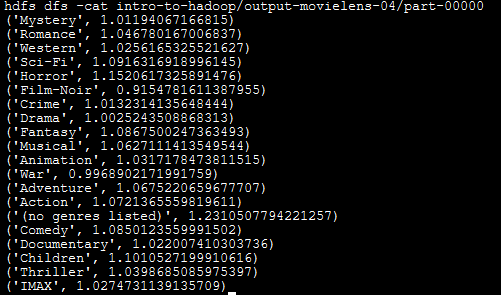 hdfs dfs -cat intro-to-hadoop/output-movielens-04/part-00000
('Mystery', 1.01194067166815)
('Romance', 1.046780167006837)
('Western', 1.0256165325521627)
('Sci-Fi', 1.0916316918996145)
('Horror', 1.1520617325891476)
('Film-Noir', 0.9154781611387955)
('Crime', 1.0132314135648444)
('Drama', 1.0025243508868313)
('Fantasy', 1.0867500247363493)
('Musical', 1.0627111413549544)
('Animation', 1.0317178473811515)
('War', 0.9968902171991759)
('Adventure', 1.0675220659677707)
('Action', 1.0721365559819611)
('(no genres listed)', 1.2310507794221257)
('Comedy', 1.0850123559991502)
('Documentary', 1.022007410303736)
('Children', 1.1010527199910616)
('Thriller', 1.0398685085975397)
('IMAX', 1.0274731139135709)